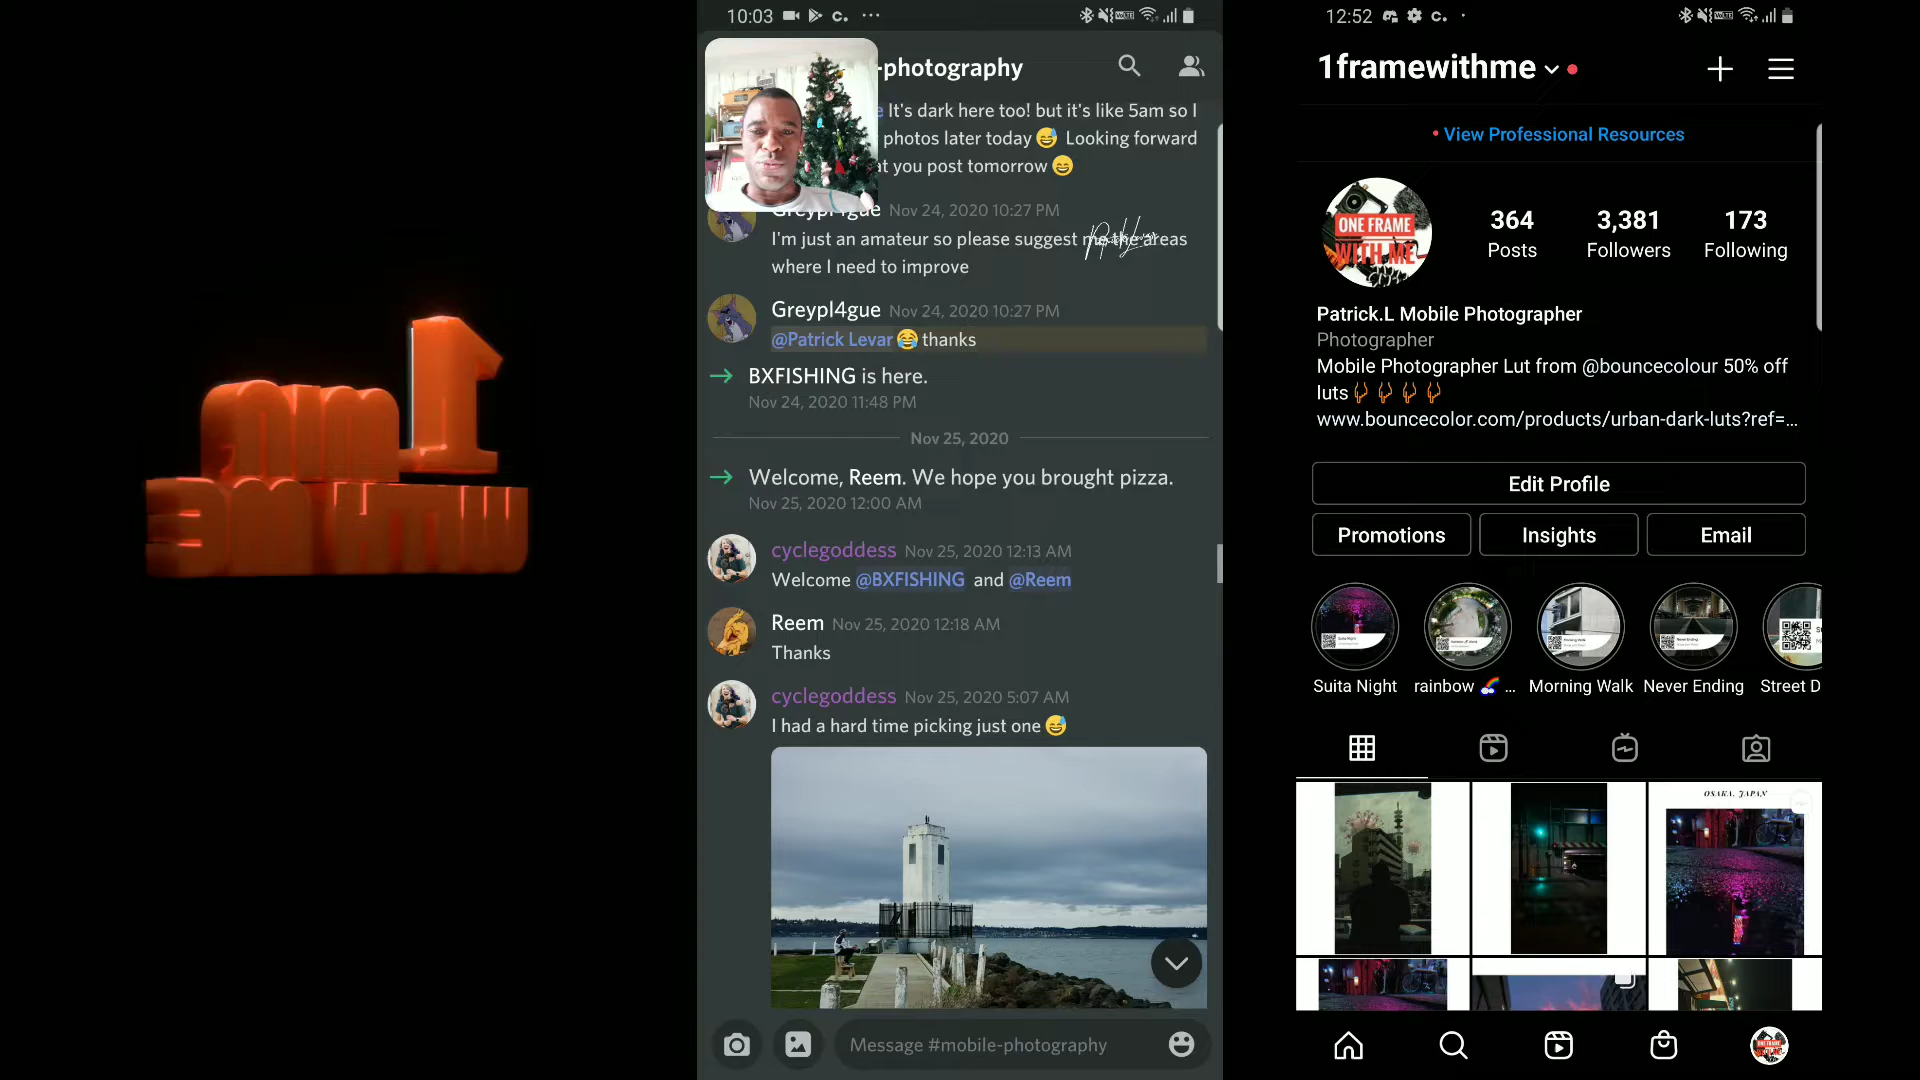 10:03
-photography
It's dark here too! but it's like 5am so I
photos later today 😅 Looking forward
at you post tomorrow 😄
Greypl4gue Nov 24, 2020 10:27 PM
I'm just an amateur so please suggest me the areas
where I need to improve
Greypl4gue Nov 24, 2020 10:27 PM
@Patrick Levar 😂 thanks
BXFISHING is here.
Nov 24, 2020 11:48 PM
Nov 25, 2020
Welcome, Reem. We hope you brought pizza.
Nov 25, 2020 12:00 AM
cyclegoddess Nov 25, 2020 12:13 AM
Welcome @BXFISHING and @Reem
Reem Nov 25, 2020 12:18 AM
Thanks
cyclegoddess Nov 25, 2020 5:07 AM
I had a hard time picking just one 😅
Message #mobile-photography
12:52
1framewithme
View Professional Resources
ONE FRAME
WITH ME
364
Posts
3,381
Followers
173
Following
Patrick.L Mobile Photographer
Photographer
Mobile Photographer Lut from @bouncecolour 50% off
luts
www.bouncecolor.com/products/urban-dark-luts?ref=...
Edit Profile
Promotions
Insights
Email
Suita Night
rainbow 🌈 ...
Morning Walk
Never Ending
Street D
OSAKA, JAPAN